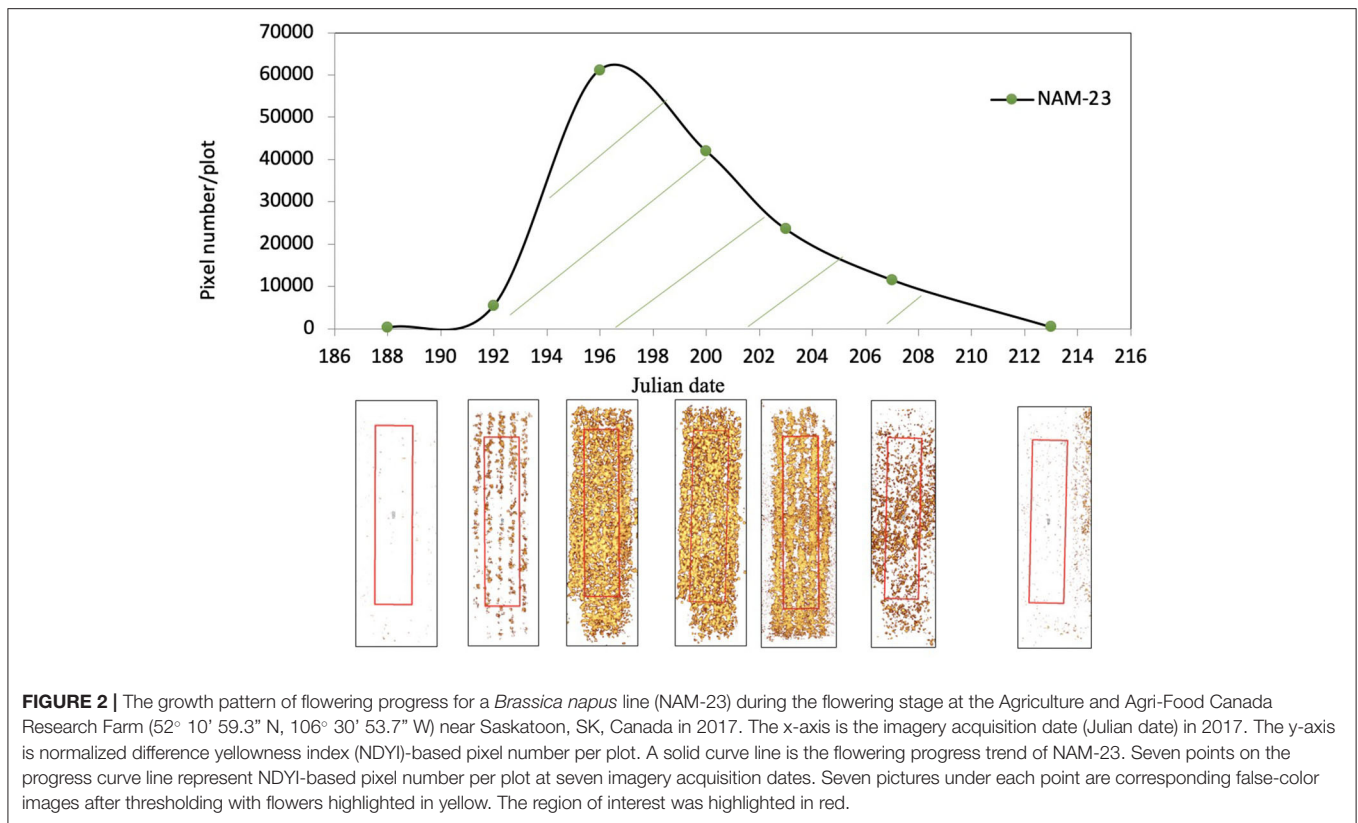 70000
60000
50000
40000
30000
20000
10000
0
Pixel number/plot
NAM-23
186 188 190 192 194 196 198 200 202 204 206 208 210 212 214 216
Julian date
FIGURE 2 | The growth pattern of flowering progress for a Brassica napus line (NAM-23) during the flowering stage at the Agriculture and Agri-Food Canada
Research Farm (52° 10’ 59.3” N, 106° 30’ 53.7” W) near Saskatoon, SK, Canada in 2017. The x-axis is the imagery acquisition date (Julian date) in 2017. The y-axis
is normalized difference yellowness index (NDYI)-based pixel number per plot. A solid curve line is the flowering progress trend of NAM-23. Seven points on the
progress curve line represent NDYI-based pixel number per plot at seven imagery acquisition dates. Seven pictures under each point are corresponding false-color
images after thresholding with flowers highlighted in yellow. The region of interest was highlighted in red.